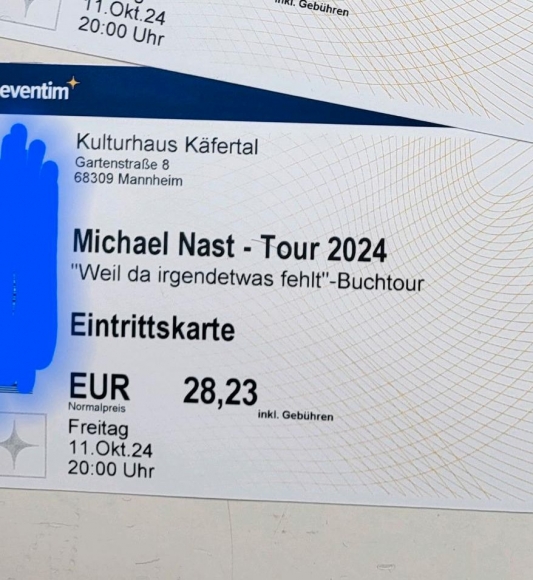 11.Okt.24
20:00 Uhr
inkl. Gebühren
eventim
Kulturhaus Käfertal
Gartenstraße 8
68309 Mannheim
Michael Nast - Tour 2024
"Weil da irgendetwas fehlt"-Buchtour
Eintrittskarte
EUR 28,23
Normalpreis
inkl. Gebühren
Freitag
11.Okt.24
20:00 Uhr